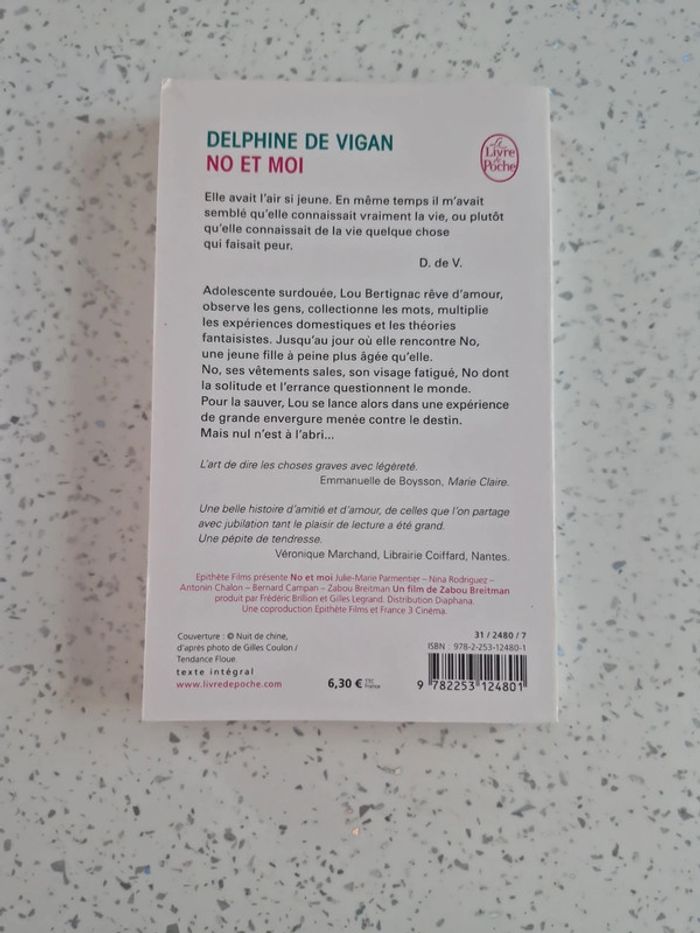 DELPHINE DE VIGAN
NO ET MOI
Le Livre de Poche
Elle avait l'air si jeune. En même temps il m'avait
semblé qu'elle connaissait vraiment la vie, ou plutôt
qu'elle connaissait de la vie quelque chose
qui faisait peur.
D. de V.
Adolescente surdouée, Lou Bertignac rêve d'amour,
observe les gens, collectionne les mots, multiplie
les expériences domestiques et les théories
fantaisistes. Jusqu'au jour où elle rencontre No,
une jeune fille à peine plus âgée qu'elle.
No, ses vêtements sales, son visage fatigué, No dont
la solitude et l'errance questionnent le monde.
Pour la sauver, Lou se lance alors dans une expérience
de grande envergure menée contre le destin.
Mais nul n'est à l'abri...
L'art de dire les choses graves avec légèreté.
Emmanuelle de Boysson, Marie Claire.
Une belle histoire d'amitié et d'amour, de celles que l'on partage
avec jubilation tant le plaisir de lecture a été grand.
Une pépite de tendresse.
Véronique Marchand, Librairie Coiffard, Nantes.
Epithète Films présente No et moi Julie-Marie Parmentier – Nina Rodriguez –
Antonin Chalon – Bernard Campan – Zabou Breitman Un film de Zabou Breitman
produit par Frédéric Brillion et Gilles Legrand. Distribution Diaphana.
Une coproduction Epithète Films et France 3 Cinéma.
Couverture : © Nuit de chine,
d'après photo de Gilles Coulon /
Tendance Floue.
texte intégral
www.livredepoche.com
6,30 € TTC France
31 / 2480 / 7
ISBN : 978-2-253-12480-1
9 782253 124801